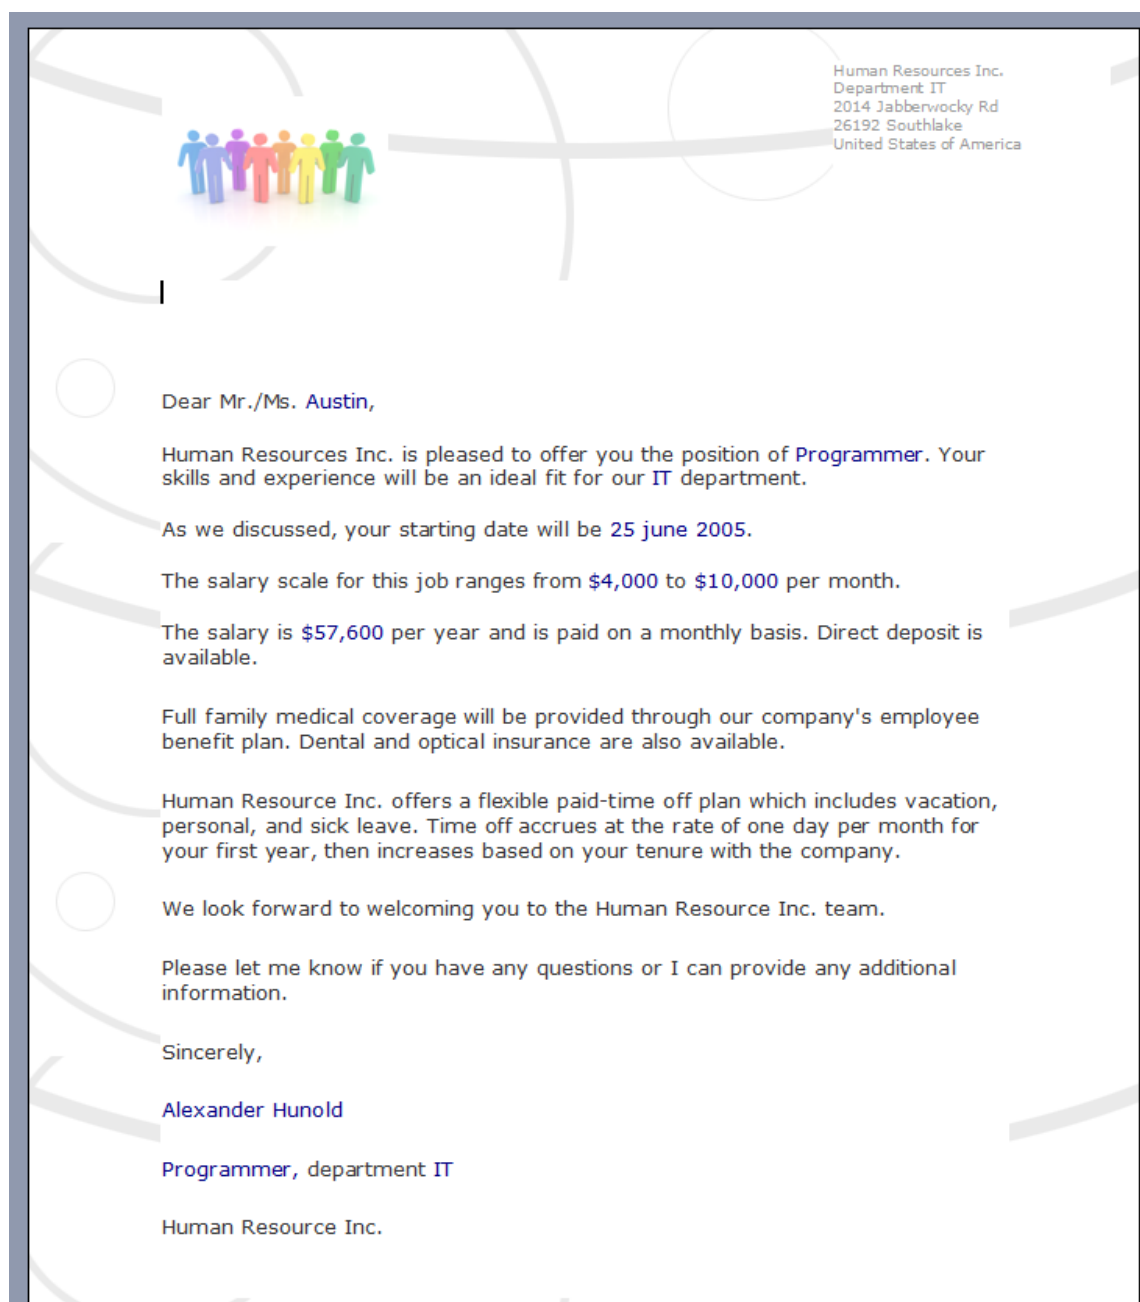 Human Resources Inc.
Department IT
2014 Jabberwocky Rd
26192 Southlake
United States of America
Dear Mr./Ms. Austin,
Human Resources Inc. is pleased to offer you the position of Programmer. Your
skills and experience will be an ideal fit for our IT department.
As we discussed, your starting date will be 25 june 2005.
The salary scale for this job ranges from $4,000 to $10,000 per month.
The salary is $57,600 per year and is paid on a monthly basis. Direct deposit is
available.
Full family medical coverage will be provided through our company's employee
benefit plan. Dental and optical insurance are also available.
Human Resource Inc. offers a flexible paid-time off plan which includes vacation,
personal, and sick leave. Time off accrues at the rate of one day per month for
your first year, then increases based on your tenure with the company.
We look forward to welcoming you to the Human Resource Inc. team.
Please let me know if you have any questions or I can provide any additional
information.
Sincerely,
Alexander Hunold
Programmer, department IT
Human Resource Inc.